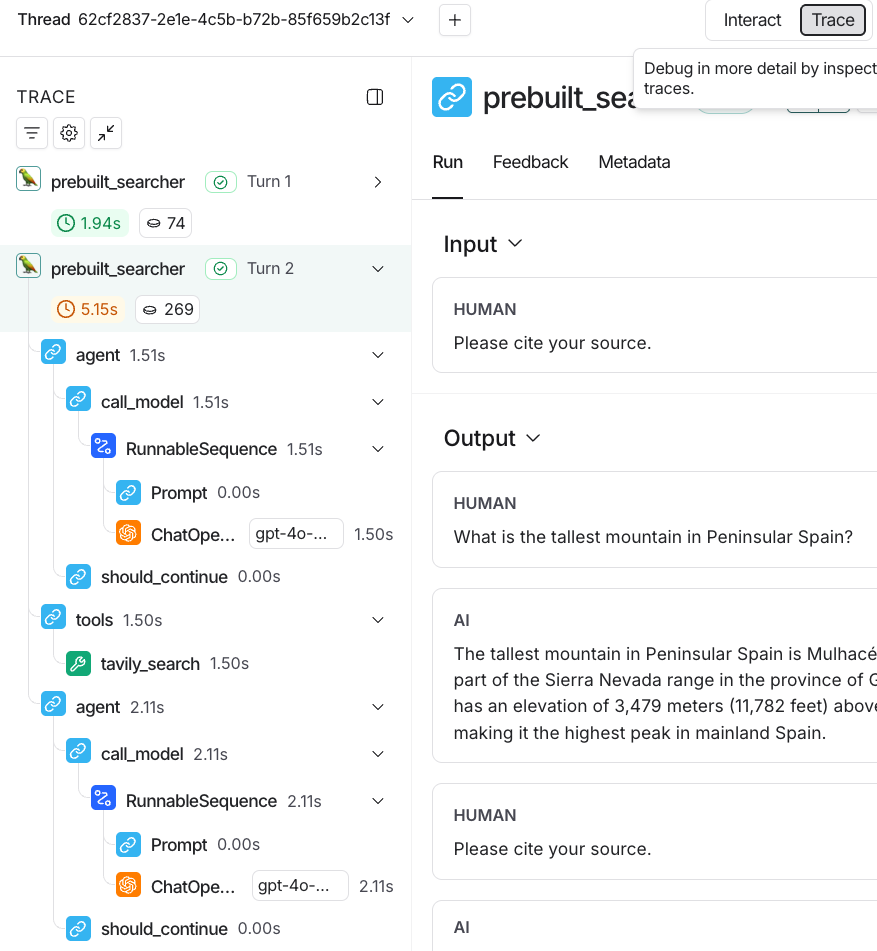 Thread 62cf2837-2e1e-4c5b-b72b-85f659b2c13f
+
Interact
Trace
Debug in more detail by inspect
traces.
TRACE
prebuilt_searcher Turn 1
1.94s 74
prebuilt_searcher Turn 2
5.15s 269
agent 1.51s
call_model 1.51s
RunnableSequence 1.51s
Prompt 0.00s
ChatOpe... gpt-4o-... 1.50s
should_continue 0.00s
tools 1.50s
tavily_search 1.50s
agent 2.11s
call_model 2.11s
RunnableSequence 2.11s
Prompt 0.00s
ChatOpe... gpt-4o-... 2.11s
should_continue 0.00s
prebuilt_sea
Run Feedback Metadata
Input
HUMAN
Please cite your source.
Output
HUMAN
What is the tallest mountain in Peninsular Spain?
AI
The tallest mountain in Peninsular Spain is Mulhacé
part of the Sierra Nevada range in the province of G
has an elevation of 3,479 meters (11,782 feet) above
making it the highest peak in mainland Spain.
HUMAN
Please cite your source.
AI